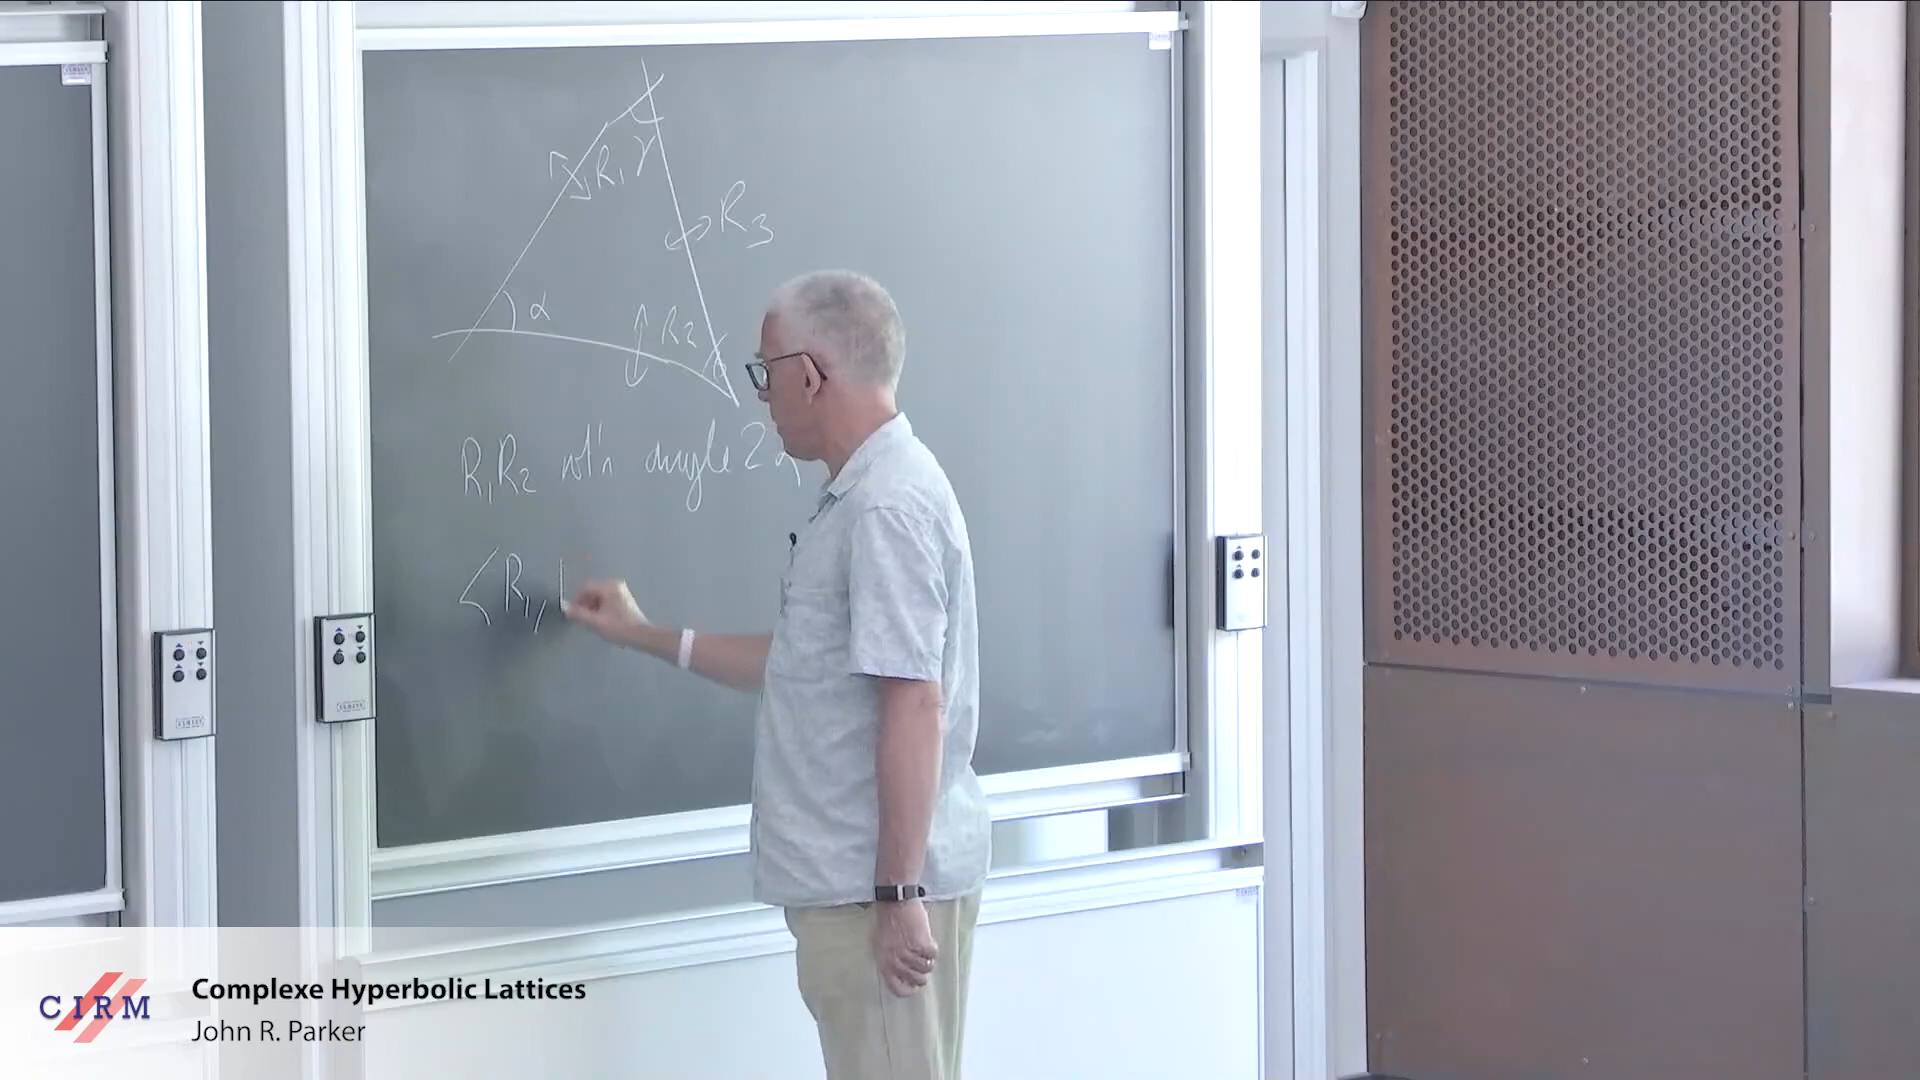 R1 γ
R3
α
R2
R1R2 rot'n angle 2α
<R1,
CIRM
Complexe Hyperbolic Lattices
John R. Parker